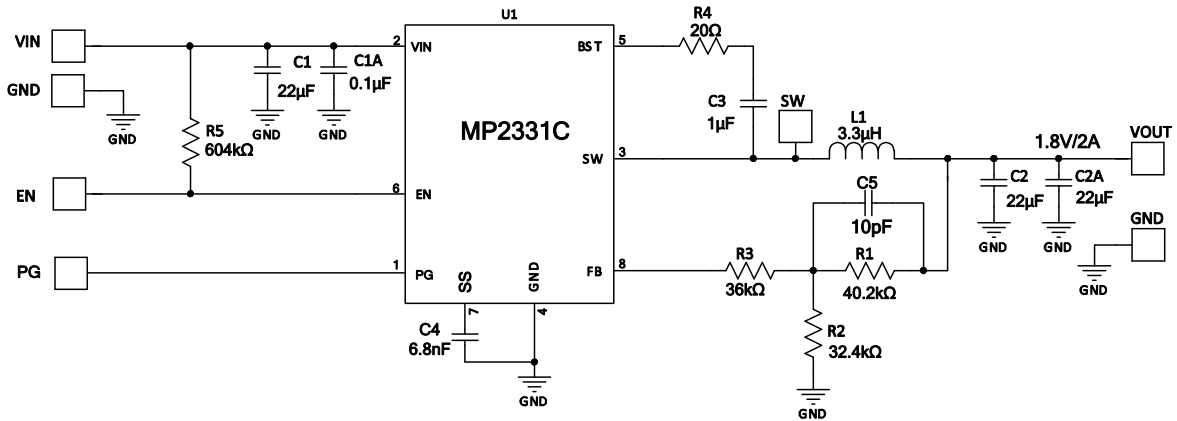 U1
VIN
2
VIN
C1
22µF
C1A
0.1µF
GND
GND
GND
GND
R5
604kΩ
EN
6
EN
PG
1
PG
MP2331C
BST
5
R4
20Ω
C3
1µF
SW
SW
3
L1
3.3µH
1.8V/2A
VOUT
C2
22µF
C2A
22µF
GND
GND
GND
GND
C5
10pF
FB
8
R3
36kΩ
R1
40.2kΩ
R2
32.4kΩ
GND
SS
7
GND
4
C4
6.8nF
GND